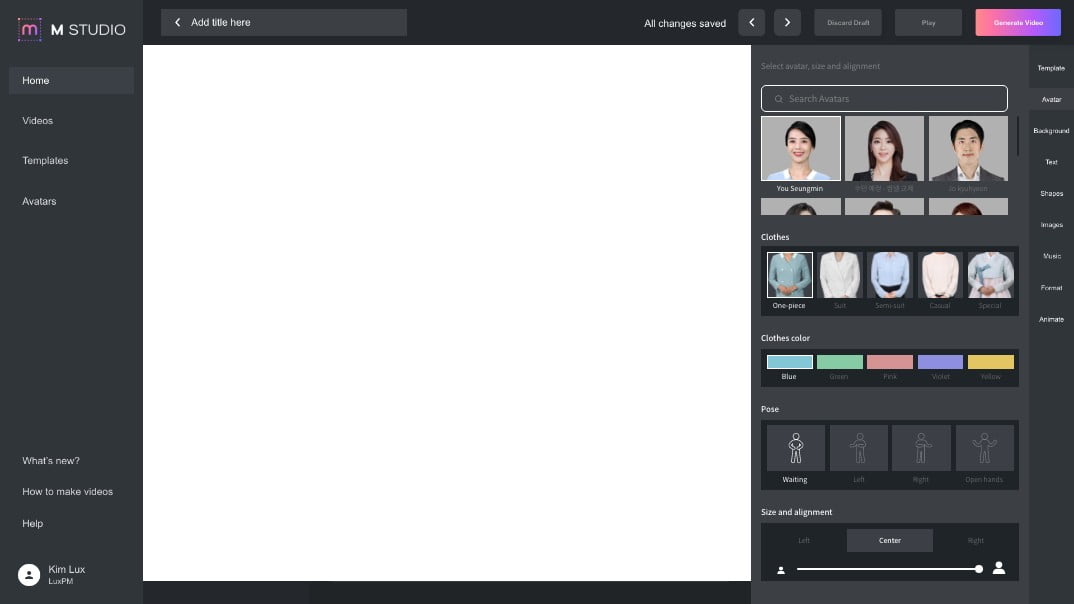 M STUDIO
Home
Videos
Templates
Avatars
What's new?
How to make videos
Help
Kim Lux
LuxPM
Add title here
All changes saved
Discard Draft
Play
Generate Video
Select avatar, size and alignment
Search Avatars
You Seungmin
Jo kyuhyeon
Clothes
One-piece
Suit
Semi-suit
Casual
Special
Clothes color
Blue
Green
Pink
Violet
Yellow
Pose
Waiting
Left
Right
Open hands
Size and alignment
Left
Center
Right
Template
Avatar
Background
Text
Shapes
Images
Music
Format
Animate